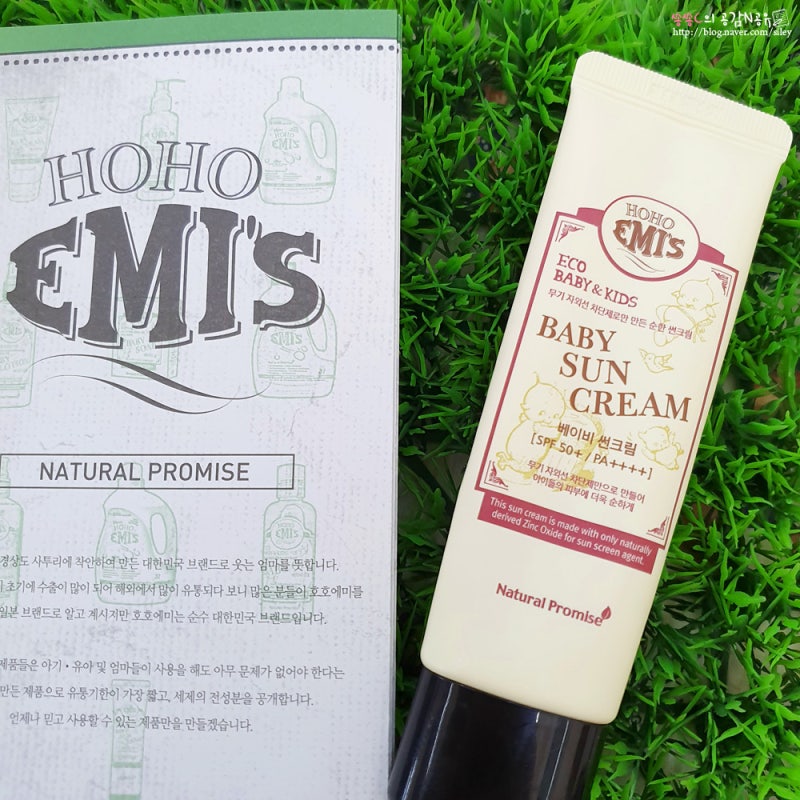 의 공감N공유
http://blog.naver.com/siley
HOHO
EMI'S
NATURAL PROMISE
경상도 사투리에 착안하여 만든 대한민국 브랜드로 웃는 엄마를 뜻합니다.
초기에 수출이 많이 되어 해외에서 많이 유통되다 보니 많은 분들이 호호에미를
일본 브랜드로 알고 계시지만 호호에미는 순수 대한민국 브랜드입니다.
제품들은 아기·유아 및 엄마들이 사용을 해도 아무 문제가 없어야 한다는
만든 제품으로 유통기한이 가장 짧고, 세제의 전성분을 공개합니다.
언제나 믿고 사용할 수 있는 제품만을 만들겠습니다.
HOHO
EMI'S
ECO
BABY & KIDS
무기 자외선 차단제로만 만든 순한 썬크림
BABY
SUN
CREAM
베이비 썬크림
[SPF 50+ / PA++++]
무기 자외선 차단제만으로 만들어
아이들의 피부에 더욱 순하게
This sun cream is made with only naturally
derived Zinc Oxide for sun screen agent.
Natural Promise